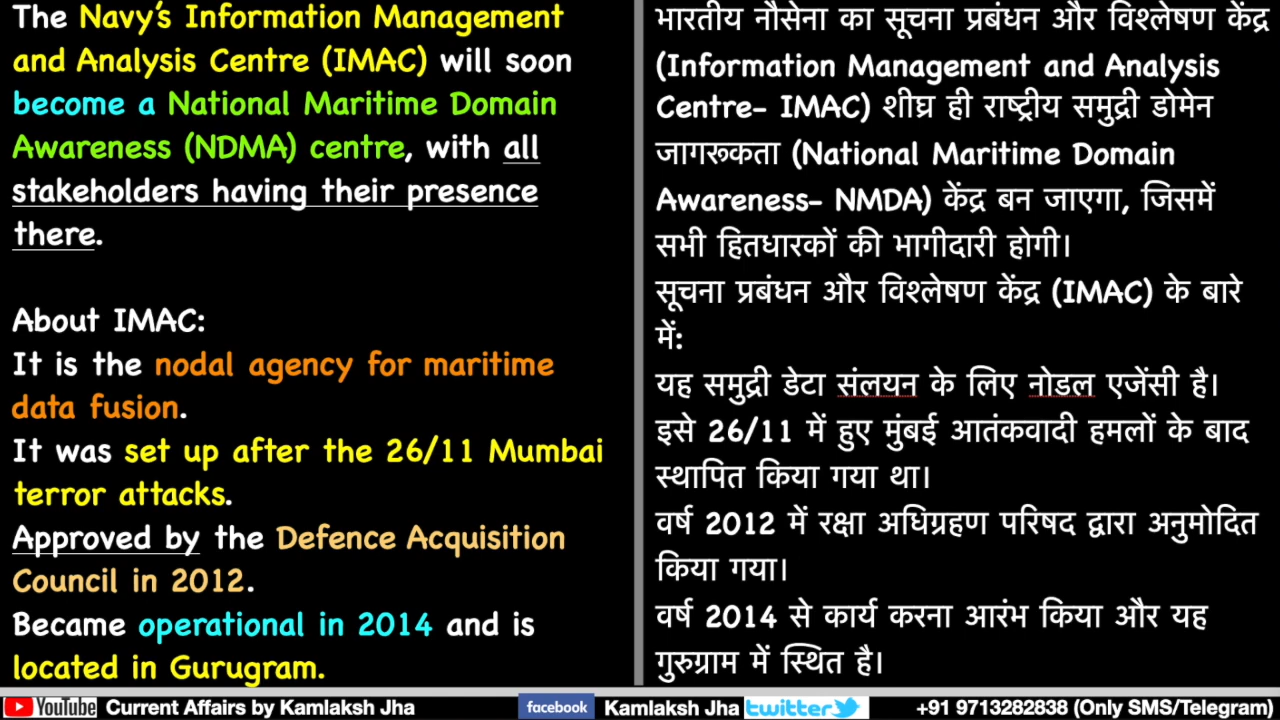 The Navy's Information Management
and Analysis Centre (IMAC) will soon
become a National Maritime Domain
Awareness (NDMA) centre, with all
stakeholders having their presence
there.
About IMAC:
It is the nodal agency for maritime
data fusion.
It was set up after the 26/11 Mumbai
terror attacks.
Approved by the Defence Acquisition
Council in 2012.
Became operational in 2014 and is
located in Gurugram.
भारतीय नौसेना का सूचना प्रबंधन और विश्लेषण केंद्र
(Information Management and Analysis
Centre- IMAC) शीघ्र ही राष्ट्रीय समुद्री डोमेन
जागरूकता (National Maritime Domain
Awareness- NMDA) केंद्र बन जाएगा, जिसमें
सभी हितधारकों की भागीदारी होगी।
सूचना प्रबंधन और विश्लेषण केंद्र (IMAC) के बारे
में:
यह समुद्री डेटा संलयन के लिए नोडल एजेंसी है।
इसे 26/11 में हुए मुंबई आतंकवादी हमलों के बाद
स्थापित किया गया था।
वर्ष 2012 में रक्षा अधिग्रहण परिषद द्वारा अनुमोदित
किया गया।
वर्ष 2014 से कार्य करना आरंभ किया और यह
गुरुग्राम में स्थित है।
YouTube Current Affairs by Kamlaksh Jha facebook Kamlaksh Jha twitter +91 9713282838 (Only SMS/Telegram)